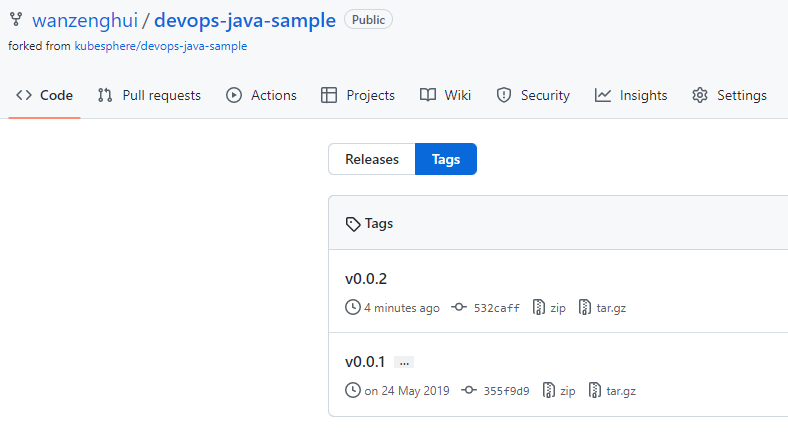 wanzenghui / devops-java-sample Public
forked from kubesphere/devops-java-sample
Code Pull requests Actions Projects Wiki Security Insights Settings
Releases Tags
Tags
v0.0.2
4 minutes ago 532caff zip tar.gz
v0.0.1 ...
on 24 May 2019 355f9d9 zip tar.gz